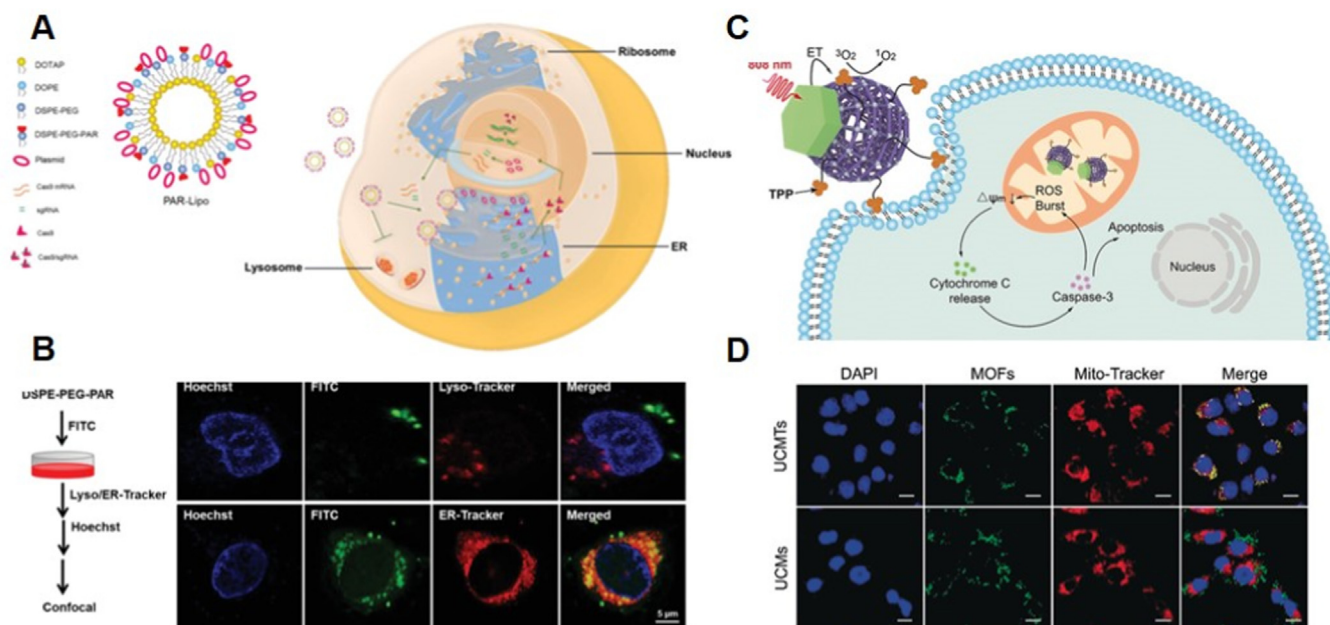 A
DOTAP
DOPE
DSPE-PEG
DSPE-PEG-PAR
Plasmid
Cas9 mRNA
sgRNA
Cas9
Cas9/sgRNA
PAR-Lipo
Ribosome
Nucleus
ER
Lysosome
B
DSPE-PEG-PAR
FITC
Lyso/ER-Tracker
Hoechst
Confocal
Hoechst FITC Lyso-Tracker Merged
Hoechst FITC ER-Tracker Merged
5 µm
C
808 nm
ET
³O₂
¹O₂
TPP
△Ψm↓
ROS
Burst
Apoptosis
Cytochrome C
release
Caspase-3
Nucleus
D
DAPI MOFs Mito-Tracker Merge
UCMTs
UCMs